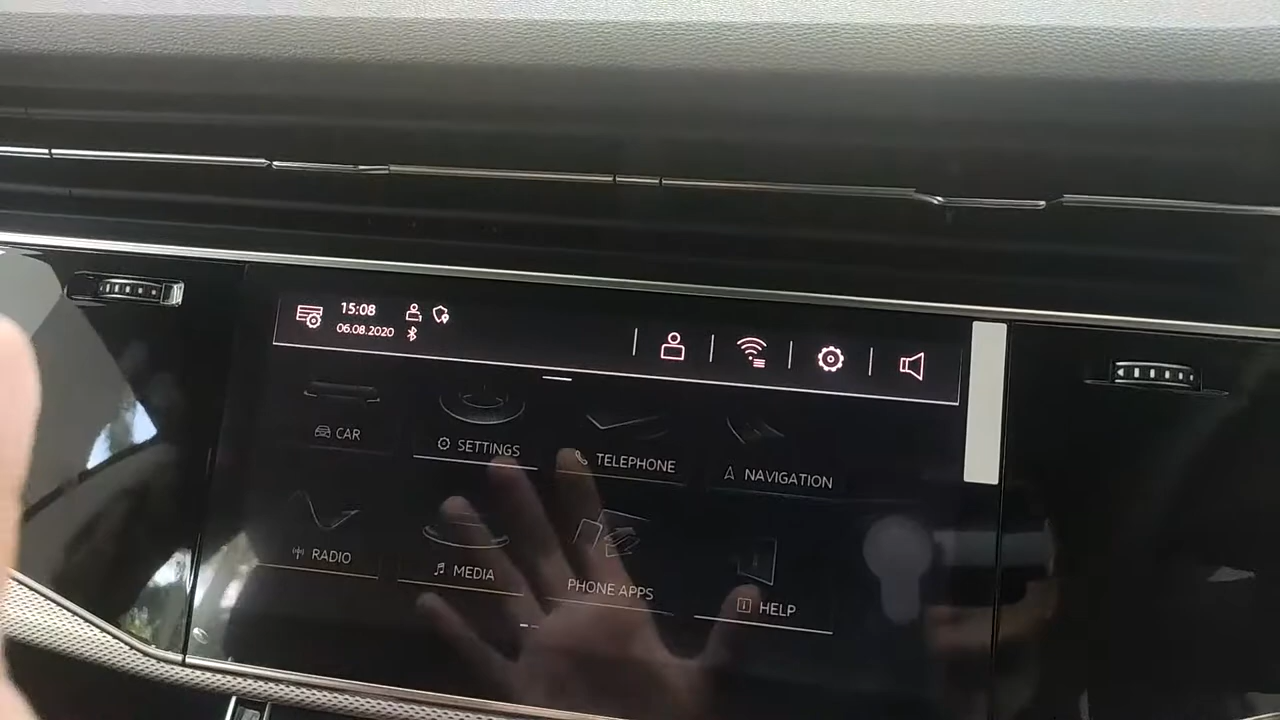 15:08
06.08.2020
CAR
SETTINGS
TELEPHONE
NAVIGATION
RADIO
MEDIA
PHONE APPS
HELP